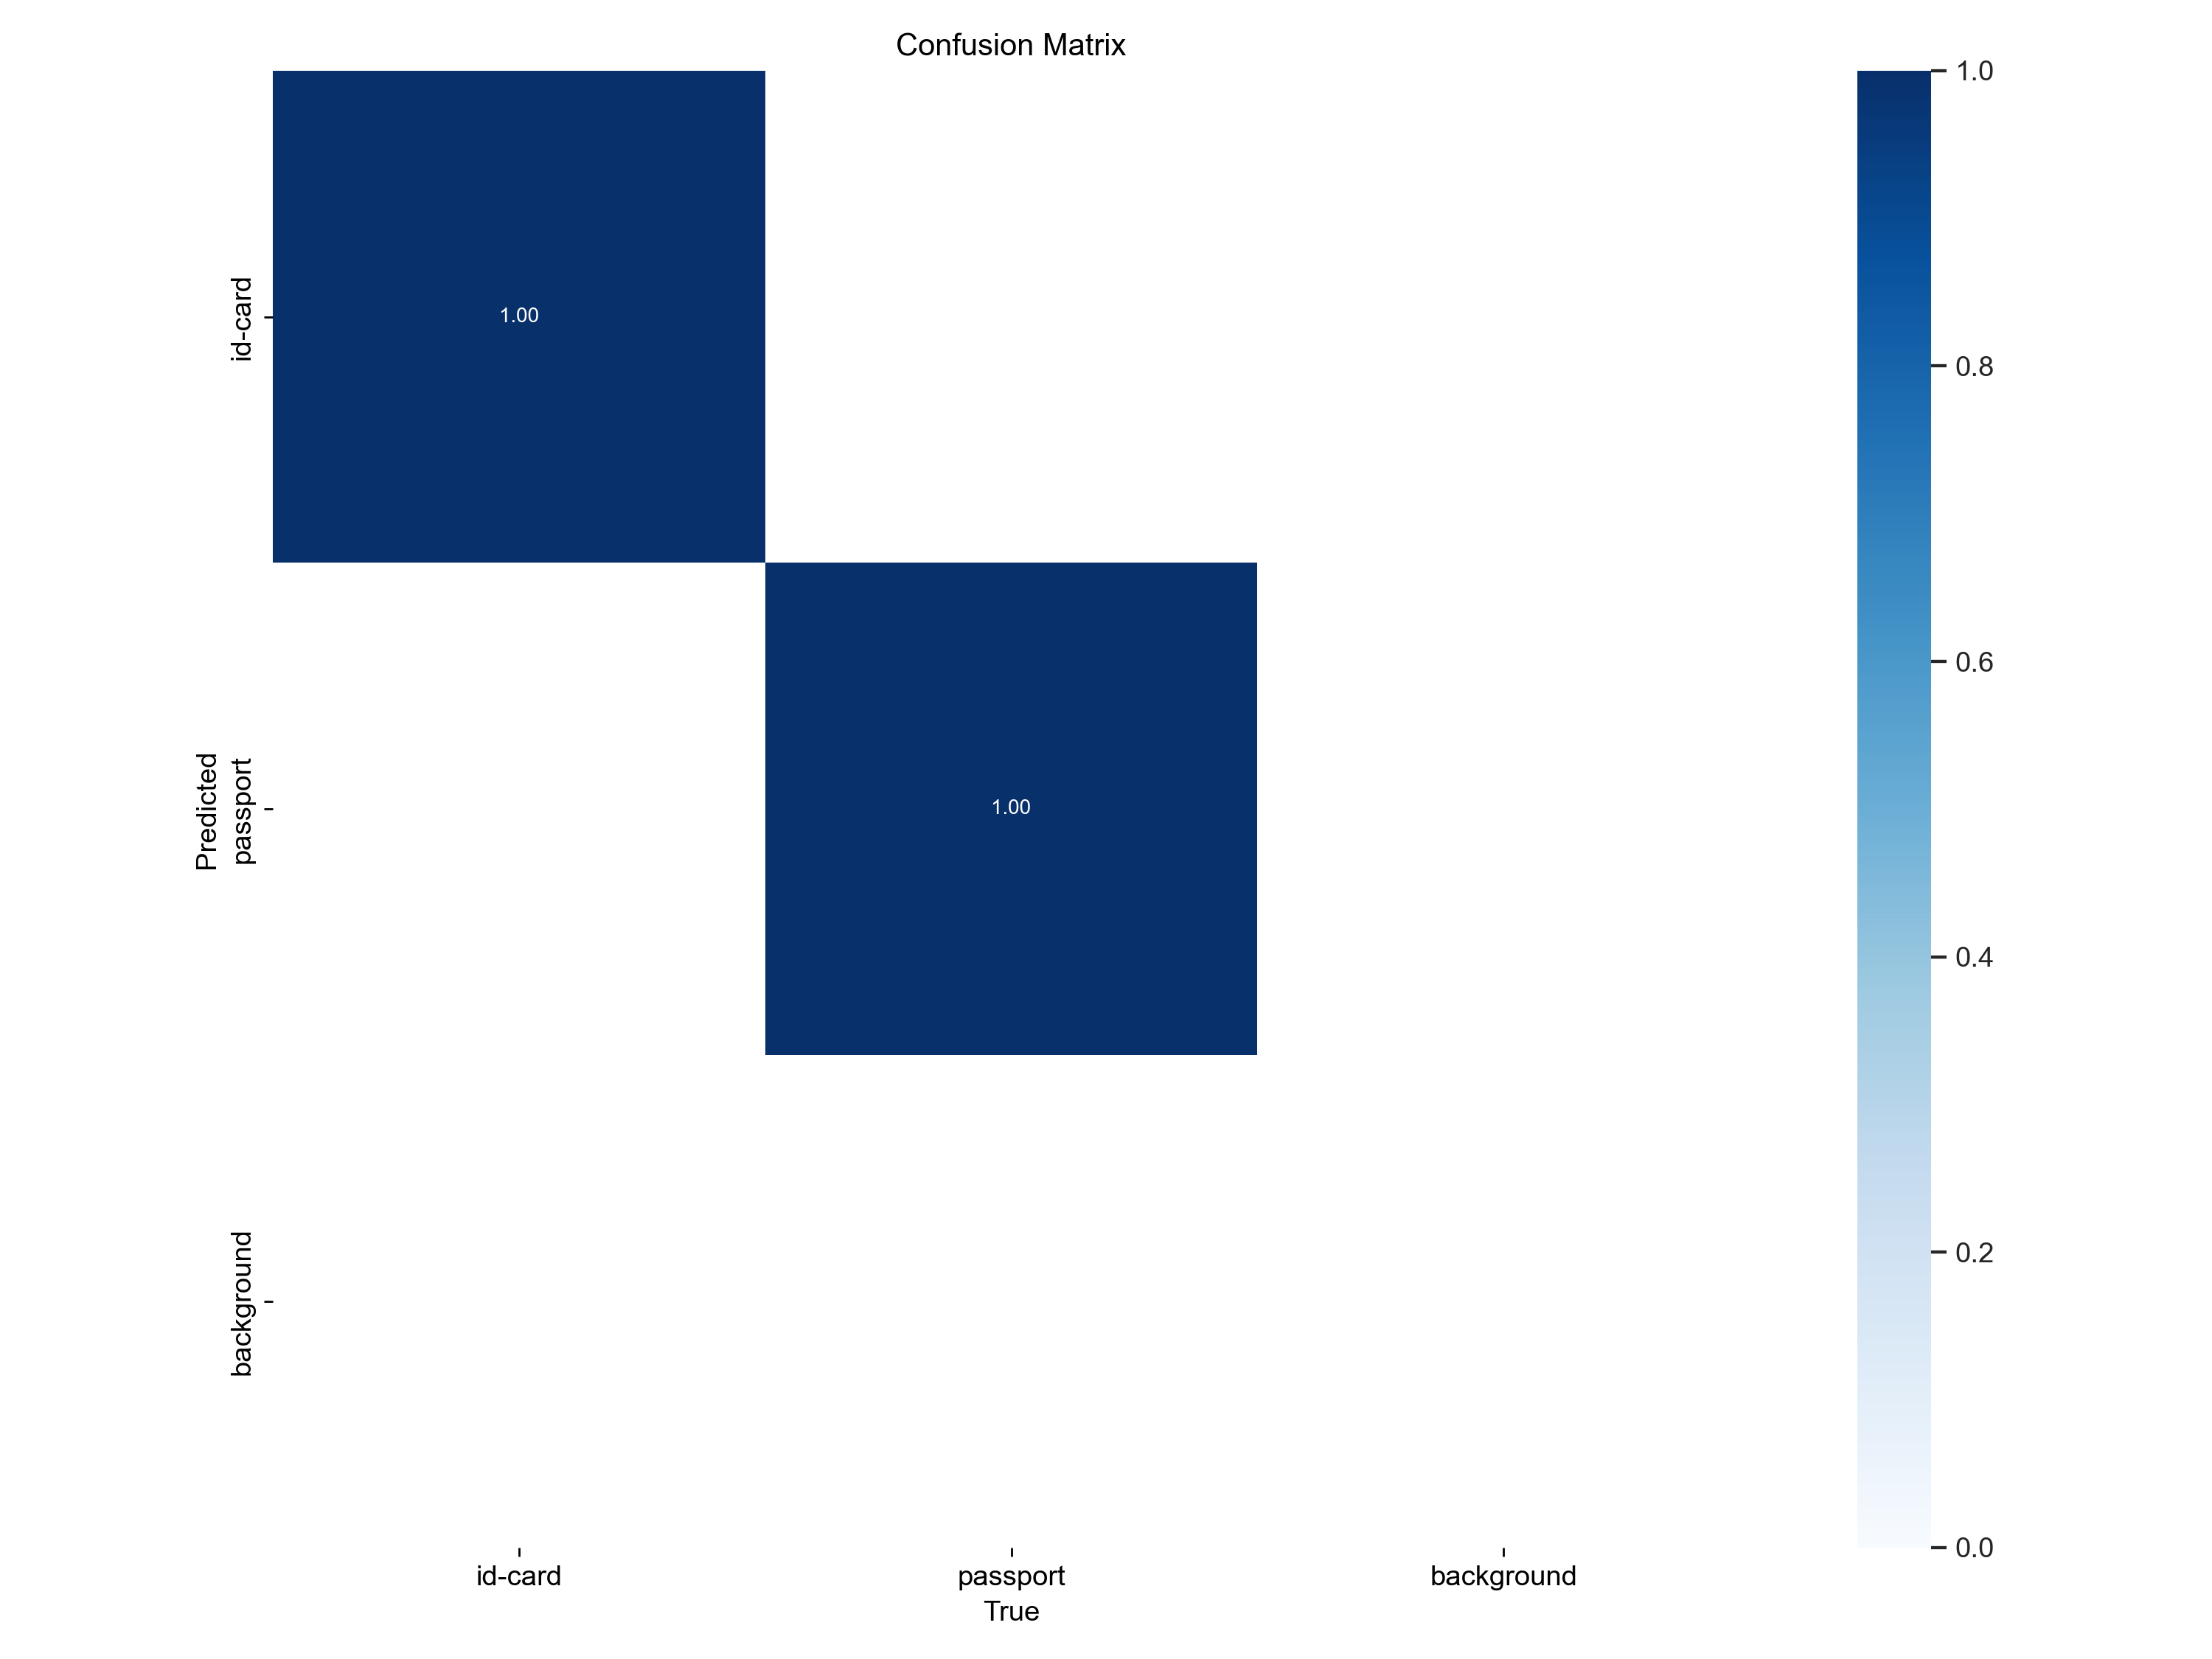 Confusion Matrix
1.0
id-card
1.00
0.8
0.6
Predicted
passport
1.00
0.4
background
0.2
0.0
id-card
passport
background
True